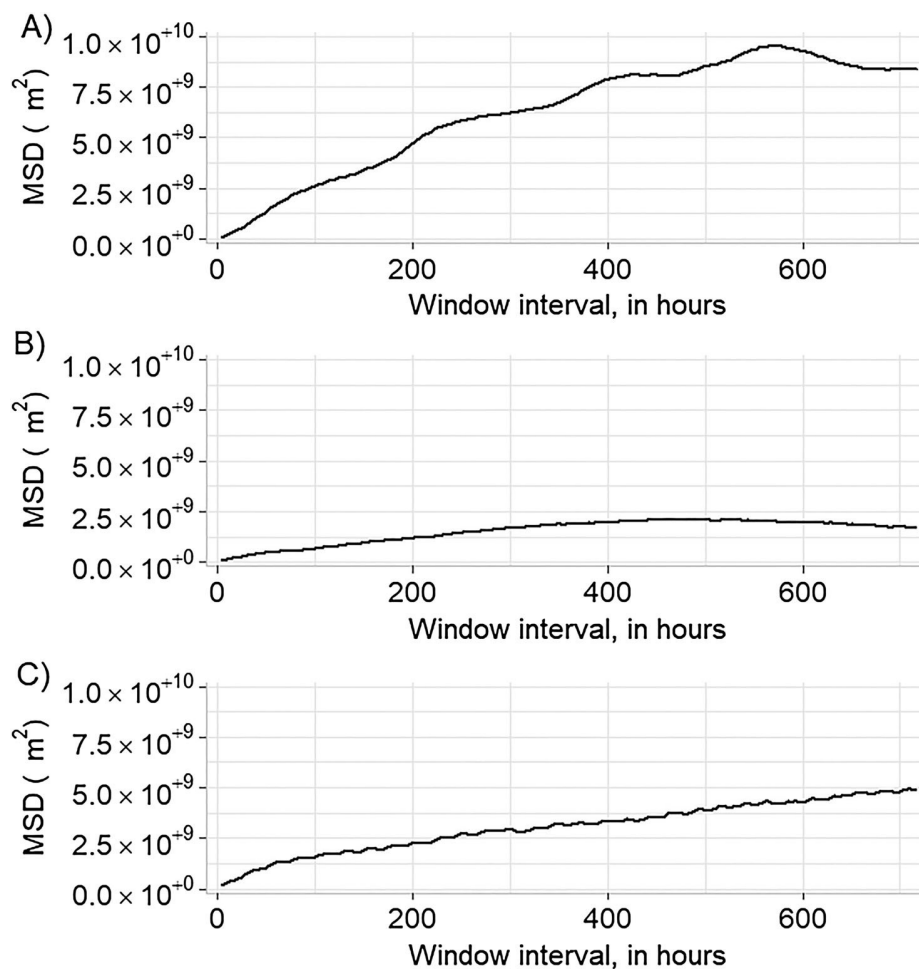 A)
MSD ( m²)
1.0 × 10⁺¹⁰
7.5 × 10⁺⁹
5.0 × 10⁺⁹
2.5 × 10⁺⁹
0.0 × 10⁺⁰
0 200 400 600
Window interval, in hours
B)
MSD ( m²)
1.0 × 10⁺¹⁰
7.5 × 10⁺⁹
5.0 × 10⁺⁹
2.5 × 10⁺⁹
0.0 × 10⁺⁰
0 200 400 600
Window interval, in hours
C)
MSD ( m²)
1.0 × 10⁺¹⁰
7.5 × 10⁺⁹
5.0 × 10⁺⁹
2.5 × 10⁺⁹
0.0 × 10⁺⁰
0 200 400 600
Window interval, in hours